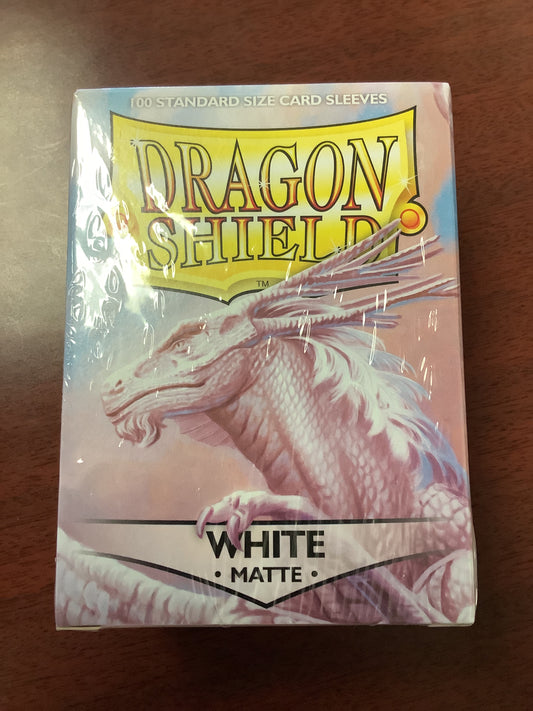 100 STANDARD SIZE CARD SLEEVES
DRAGON
SHIELD
™
WHITE
• MATTE •